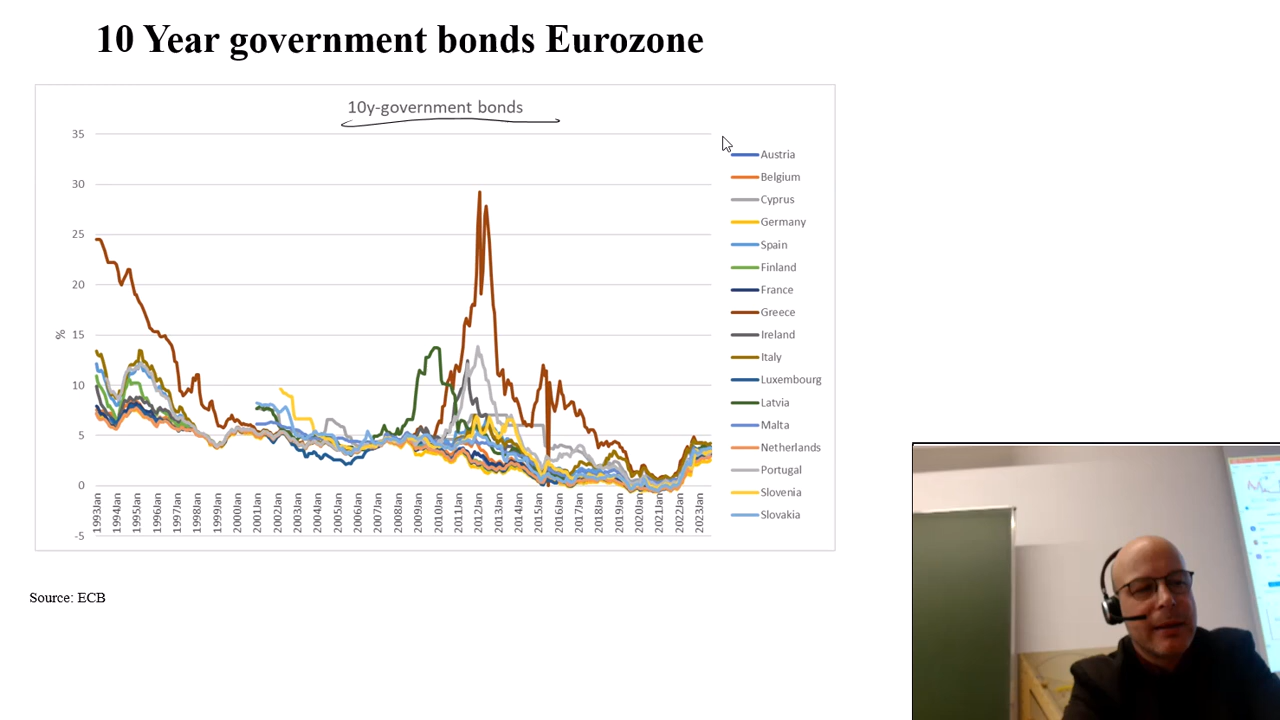 10 Year government bonds Eurozone
10y-government bonds
35
30
25
20
15
10
5
0
-5
%
1993Jan
1994Jan
1995Jan
1996Jan
1997Jan
1998Jan
1999Jan
2000Jan
2001Jan
2002Jan
2003Jan
2004Jan
2005Jan
2006Jan
2007Jan
2008Jan
2009Jan
2010Jan
2011Jan
2012Jan
2013Jan
2014Jan
2015Jan
2016Jan
2017Jan
2018Jan
2019Jan
2020Jan
2021Jan
2022Jan
2023Jan
Austria
Belgium
Cyprus
Germany
Spain
Finland
France
Greece
Ireland
Italy
Luxembourg
Latvia
Malta
Netherlands
Portugal
Slovenia
Slovakia
Source: ECB